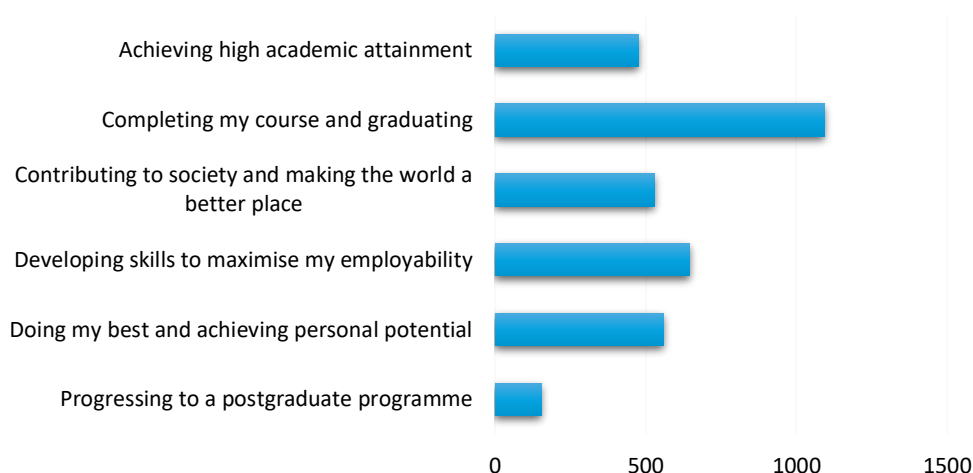 Achieving high academic attainment
Completing my course and graduating
Contributing to society and making the world a
better place
Developing skills to maximise my employability
Doing my best and achieving personal potential
Progressing to a postgraduate programme
0 500 1000 1500